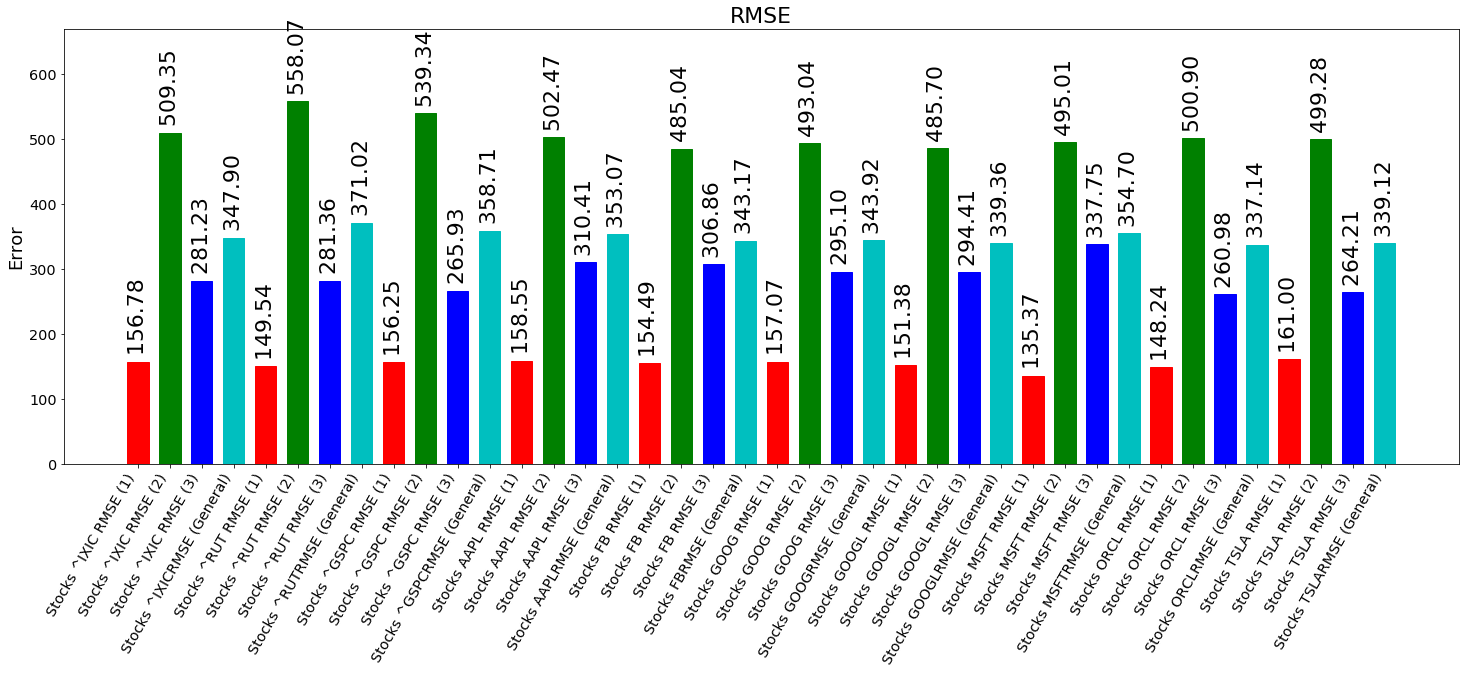 RMSE
Error
600
500
400
300
200
100
0
156.78
509.35
281.23
347.90
149.54
558.07
281.36
371.02
156.25
539.34
265.93
358.71
158.55
502.47
310.41
353.07
154.49
485.04
306.86
343.17
157.07
493.04
295.10
343.92
151.38
485.70
294.41
339.36
135.37
495.01
337.75
354.70
148.24
500.90
260.98
337.14
161.00
499.28
264.21
339.12
Stocks ^IXIC RMSE (1)
Stocks ^IXIC RMSE (2)
Stocks ^IXIC RMSE (3)
Stocks ^IXICRMSE (General)
Stocks ^RUT RMSE (1)
Stocks ^RUT RMSE (2)
Stocks ^RUT RMSE (3)
Stocks ^RUTRMSE (General)
Stocks ^GSPC RMSE (1)
Stocks ^GSPC RMSE (2)
Stocks ^GSPC RMSE (3)
Stocks ^GSPCRMSE (General)
Stocks AAPL RMSE (1)
Stocks AAPL RMSE (2)
Stocks AAPL RMSE (3)
Stocks AAPLRMSE (General)
Stocks FB RMSE (1)
Stocks FB RMSE (2)
Stocks FB RMSE (3)
Stocks FBRMSE (General)
Stocks GOOG RMSE (1)
Stocks GOOG RMSE (2)
Stocks GOOG RMSE (3)
Stocks GOOGRMSE (General)
Stocks GOOGL RMSE (1)
Stocks GOOGL RMSE (2)
Stocks GOOGL RMSE (3)
Stocks GOOGLRMSE (General)
Stocks MSFT RMSE (1)
Stocks MSFT RMSE (2)
Stocks MSFT RMSE (3)
Stocks MSFTRMSE (General)
Stocks ORCL RMSE (1)
Stocks ORCL RMSE (2)
Stocks ORCL RMSE (3)
Stocks ORCLRMSE (General)
Stocks TSLA RMSE (1)
Stocks TSLA RMSE (2)
Stocks TSLA RMSE (3)
Stocks TSLARMSE (General)